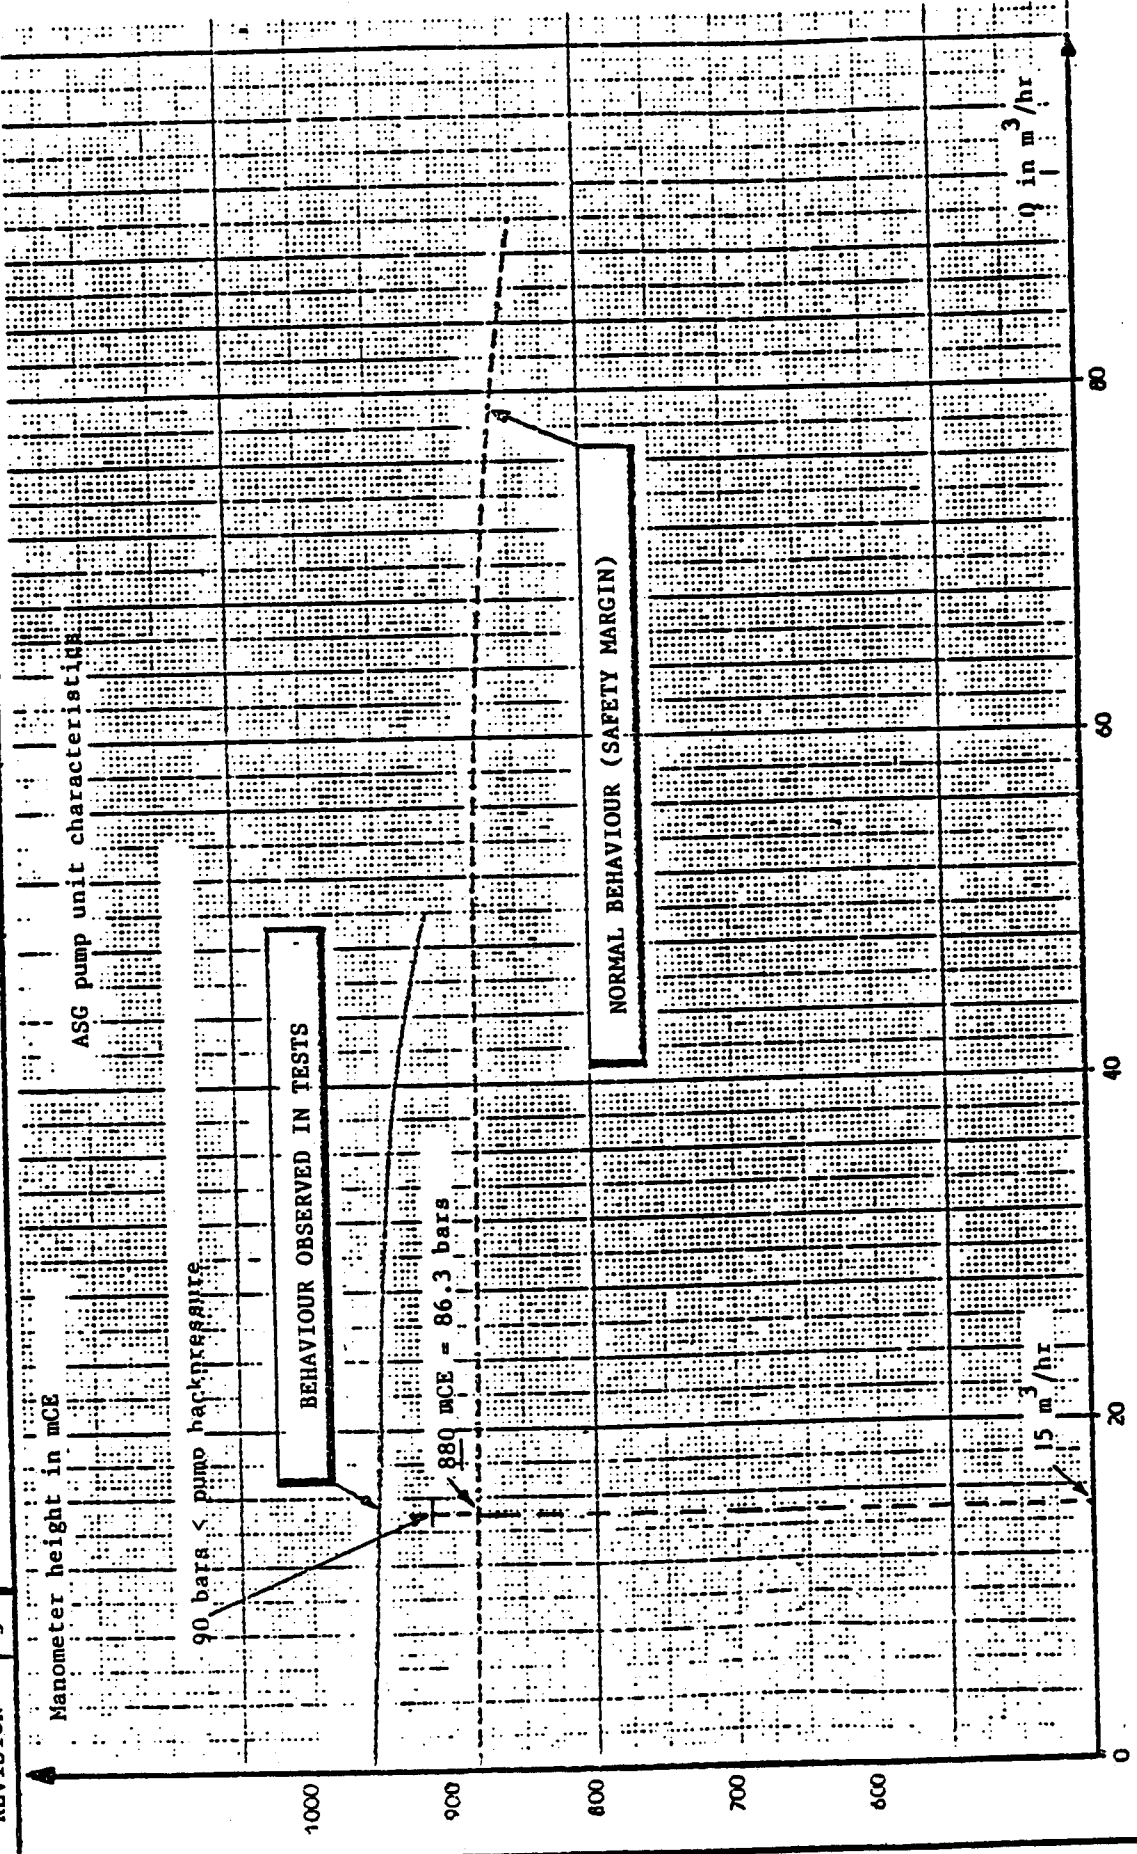 Manometer height in mCE
ASG pump unit characteristics
90 bars < pump backpressure
BEHAVIOUR OBSERVED IN TESTS
880 mCE = 86.3 bars
NORMAL BEHAVIOUR (SAFETY MARGIN)
1000
900
800
700
600
15 m³/hr
Q in m³/hr
0
20
40
60
80